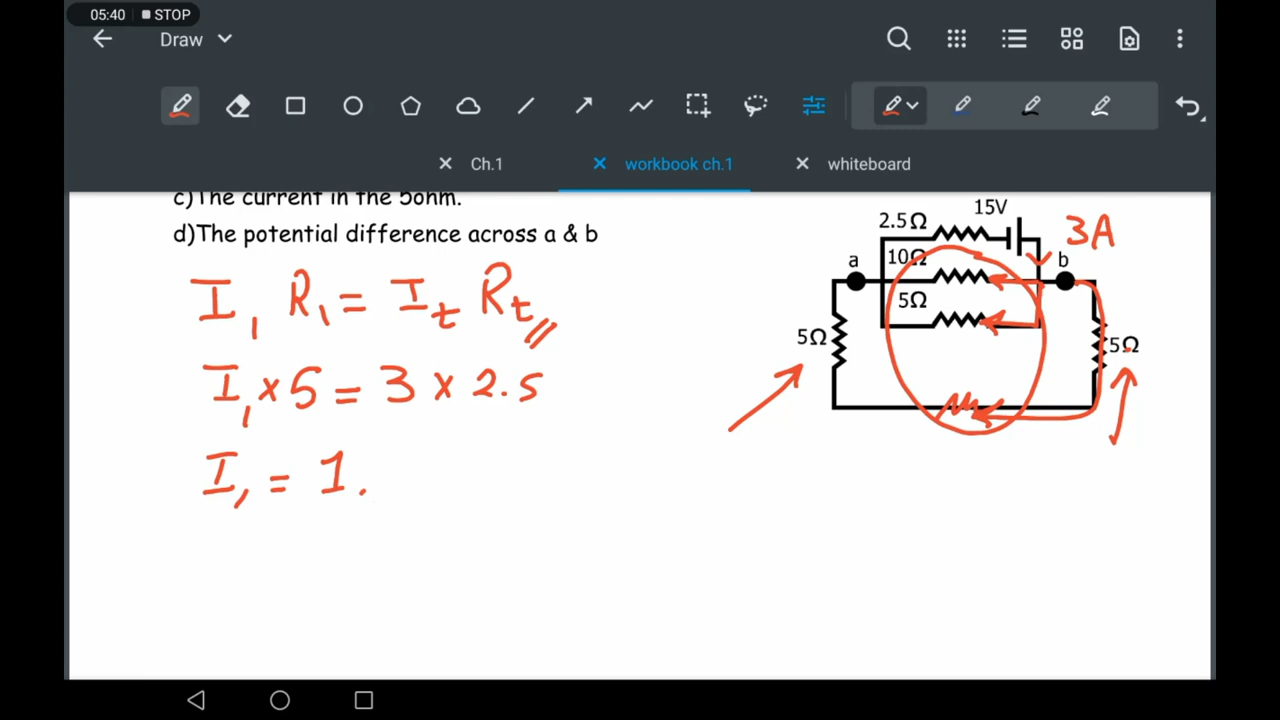 05:40 STOP
Draw
Ch.1
workbook ch.1
whiteboard
c)The current in the 5ohm.
d)The potential difference across a & b
I₁ R₁ = Iₜ Rₜ
I₁ × 5 = 3 × 2.5
I₁ = 1.
15V
2.5Ω
3A
a
10Ω
b
5Ω
5Ω
5Ω